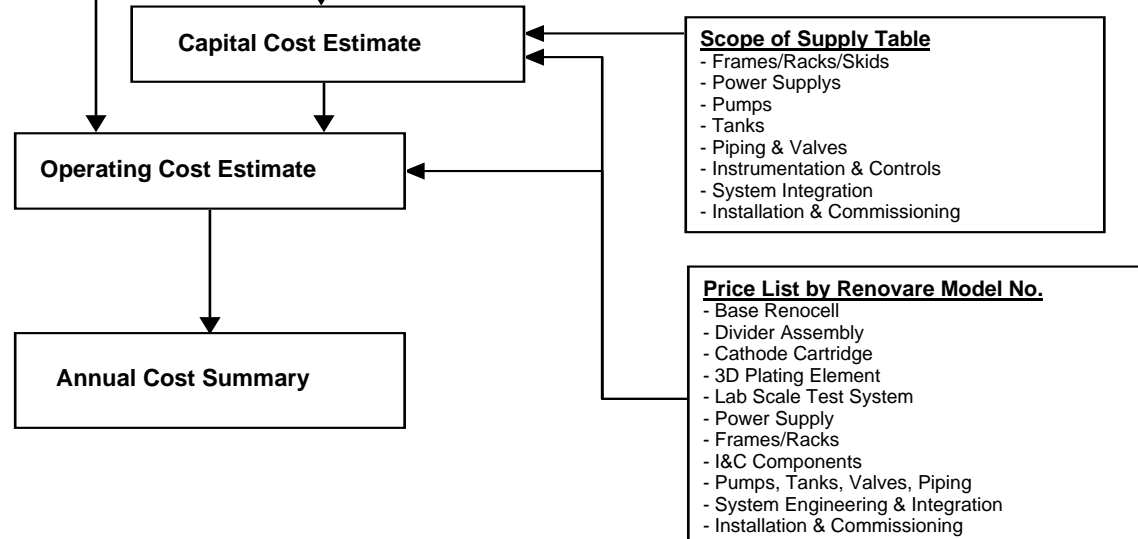 Capital Cost Estimate
Scope of Supply Table
- Frames/Racks/Skids
- Power Supplys
- Pumps
- Tanks
- Piping & Valves
- Instrumentation & Controls
- System Integration
- Installation & Commissioning
Operating Cost Estimate
Price List by Renovare Model No.
- Base Renocell
- Divider Assembly
- Cathode Cartridge
- 3D Plating Element
- Lab Scale Test System
- Power Supply
- Frames/Racks
- I&C Components
- Pumps, Tanks, Valves, Piping
- System Engineering & Integration
- Installation & Commissioning
Annual Cost Summary